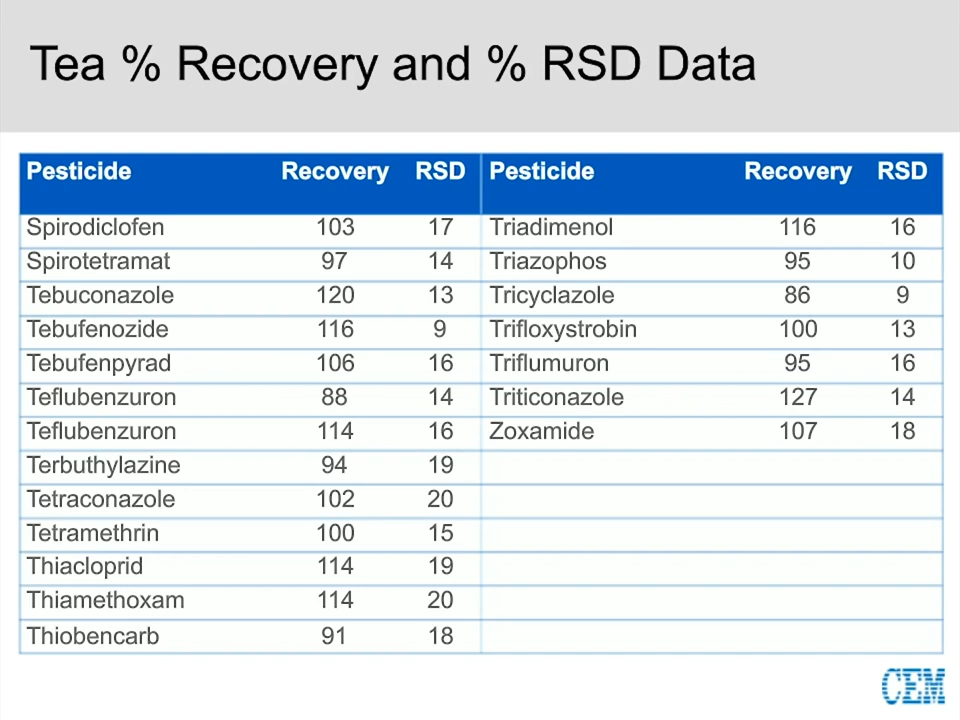 Tea % Recovery and % RSD Data
Pesticide Recovery RSD Pesticide Recovery RSD
Spirodiclofen 103 17 Triadimenol 116 16
Spirotetramat 97 14 Triazophos 95 10
Tebuconazole 120 13 Tricyclazole 86 9
Tebufenozide 116 9 Trifloxystrobin 100 13
Tebufenpyrad 106 16 Triflumuron 95 16
Teflubenzuron 88 14 Triticonazole 127 14
Teflubenzuron 114 16 Zoxamide 107 18
Terbuthylazine 94 19
Tetraconazole 102 20
Tetramethrin 100 15
Thiacloprid 114 19
Thiamethoxam 114 20
Thiobencarb 91 18
CEM